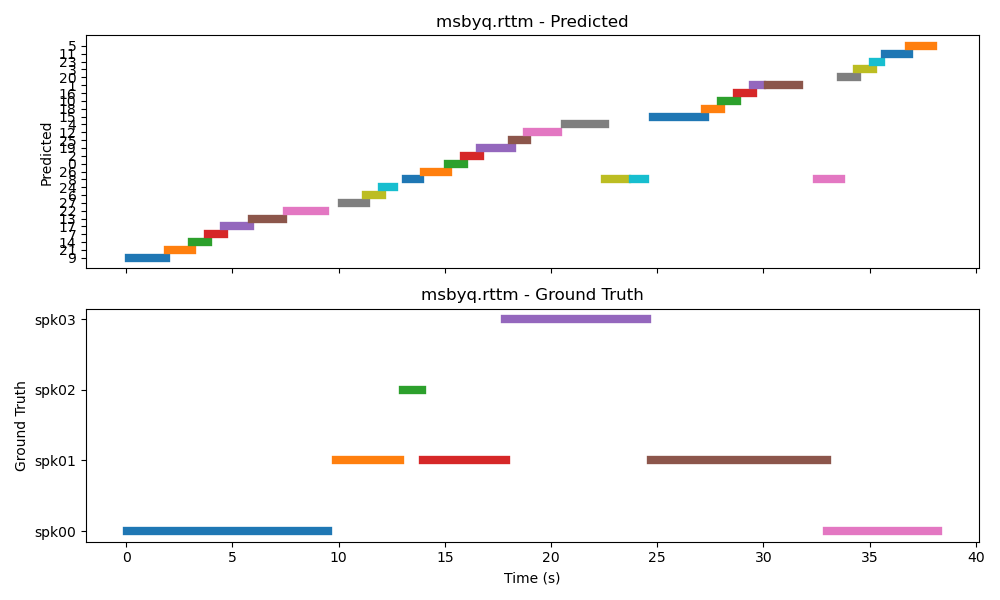 msbyq.rttm - Predicted
5
11
23
3
20
1
16
10
18
15
4
12
25
19
2
0
26
8
24
6
27
22
13
17
7
14
21
9
Predicted
msbyq.rttm - Ground Truth
spk03
spk02
spk01
spk00
Ground Truth
0 5 10 15 20 25 30 35 40
Time (s)